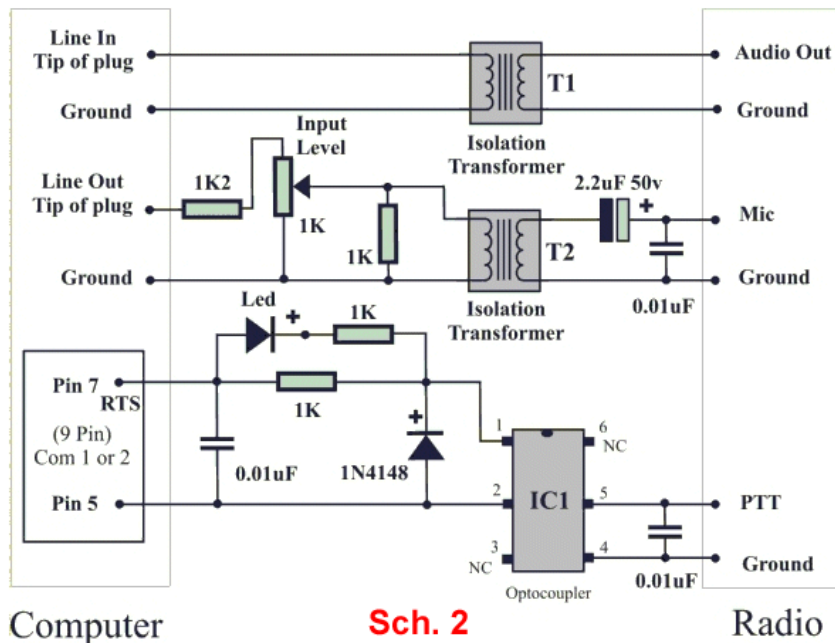 Line In
Tip of plug
Audio Out
T1
Ground
Ground
Input
Level
Isolation
Transformer
1K2
Line Out
Tip of plug
2.2uF 50v
+
Mic
1K
1K
T2
Ground
Ground
Led
Isolation
Transformer
0.01uF
+
1K
Pin 7
RTS
1K
+
1
6
NC
(9 Pin)
Com 1 or 2
0.01uF
1N4148
Pin 5
2
IC1
5
PTT
3
NC
4
Ground
0.01uF
Optocoupler
Computer
Sch. 2
Radio